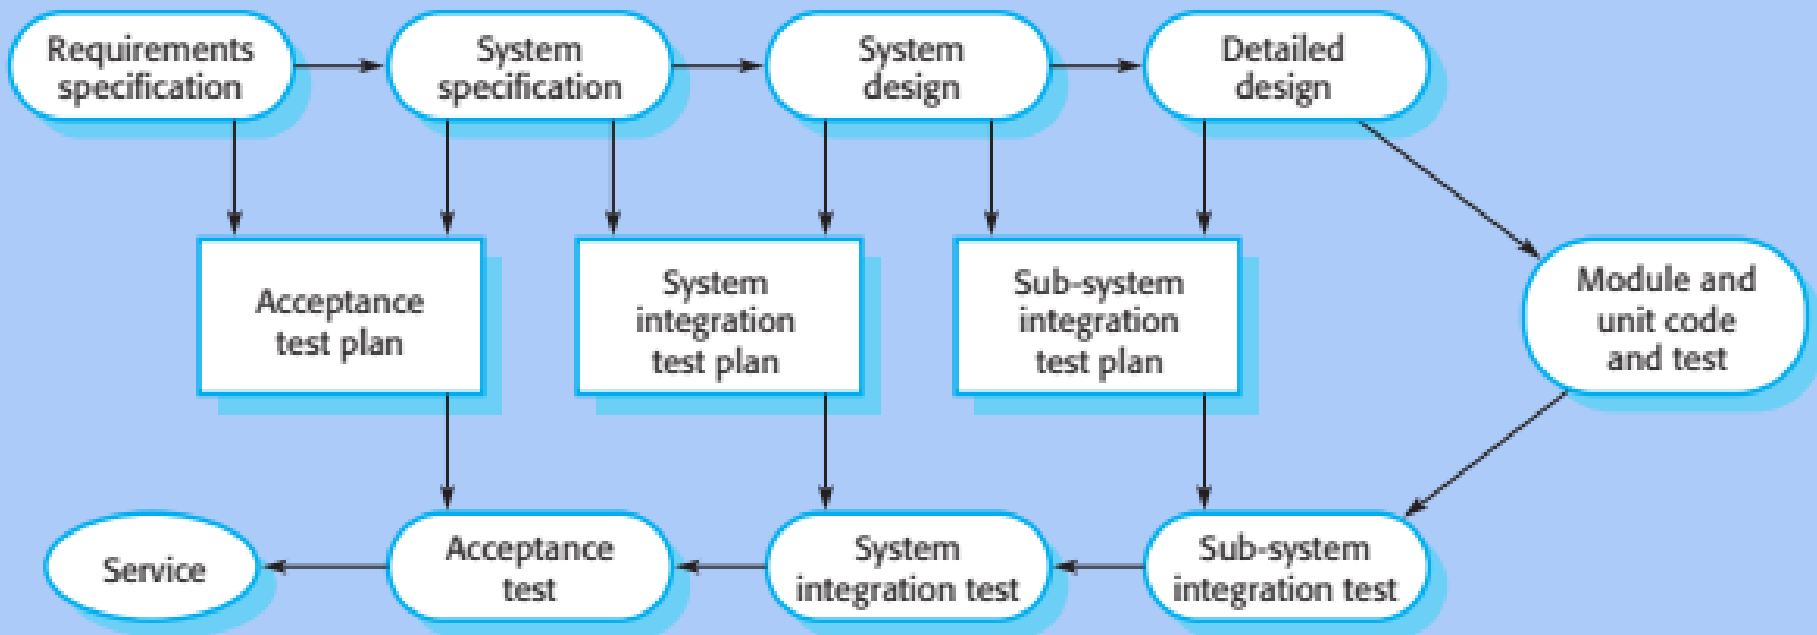 Requirements
specification
System
specification
System
design
Detailed
design
Acceptance
test plan
System
integration
test plan
Sub-system
integration
test plan
Module and
unit code
and test
Service
Acceptance
test
System
integration test
Sub-system
integration test